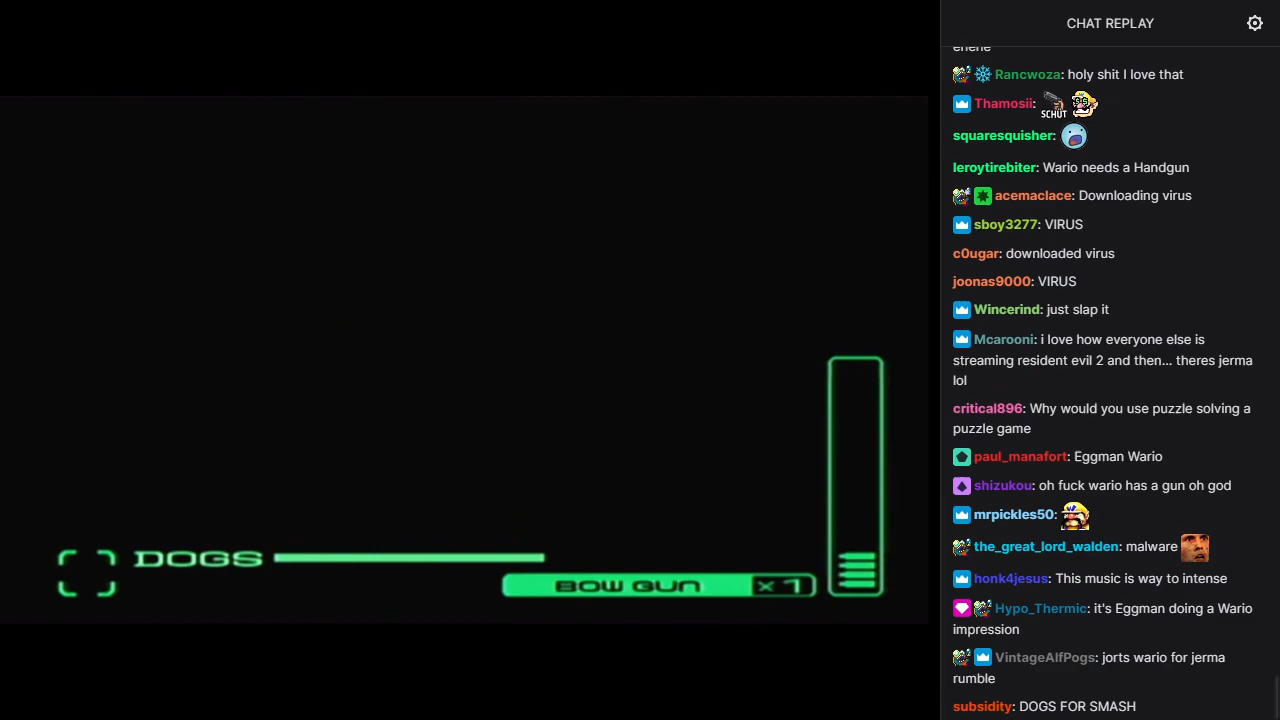 DOGS
BOW GUN x1
CHAT REPLAY
Rancwoza: holy shit I love that
Thamosii: SCHUT
squaresquisher:
leroytirebiter: Wario needs a Handgun
acemaclace: Downloading virus
sboy3277: VIRUS
c0ugar: downloaded virus
joonas9000: VIRUS
Wincerind: just slap it
Mcarooni: i love how everyone else is
streaming resident evil 2 and then... theres jerma
lol
critical896: Why would you use puzzle solving a
puzzle game
paul_manafort: Eggman Wario
shizukou: oh fuck wario has a gun oh god
mrpickles50:
the_great_lord_walden: malware
honk4jesus: This music is way to intense
Hypo_Thermic: it's Eggman doing a Wario
impression
VintageAlfPogs: jorts wario for jerma
rumble
subsidity: DOGS FOR SMASH